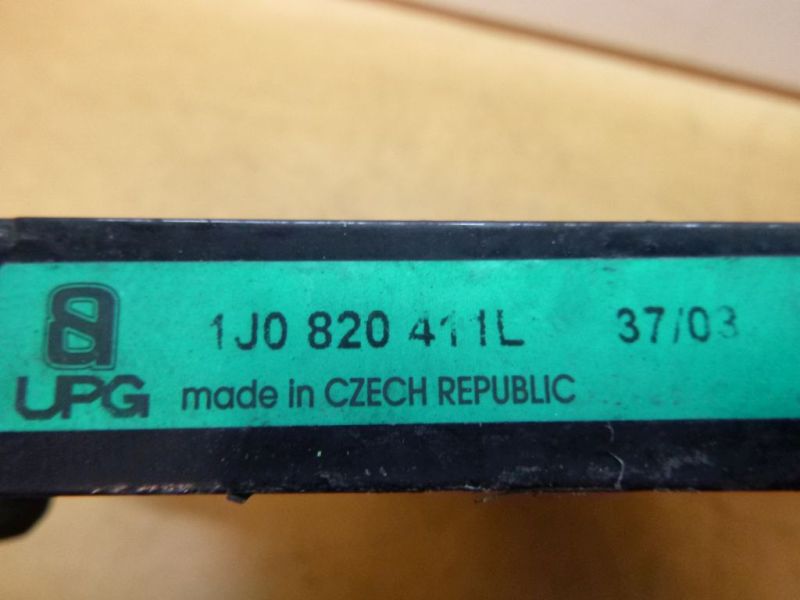 1J0 820 411L 37/03
UPG made in CZECH REPUBLIC